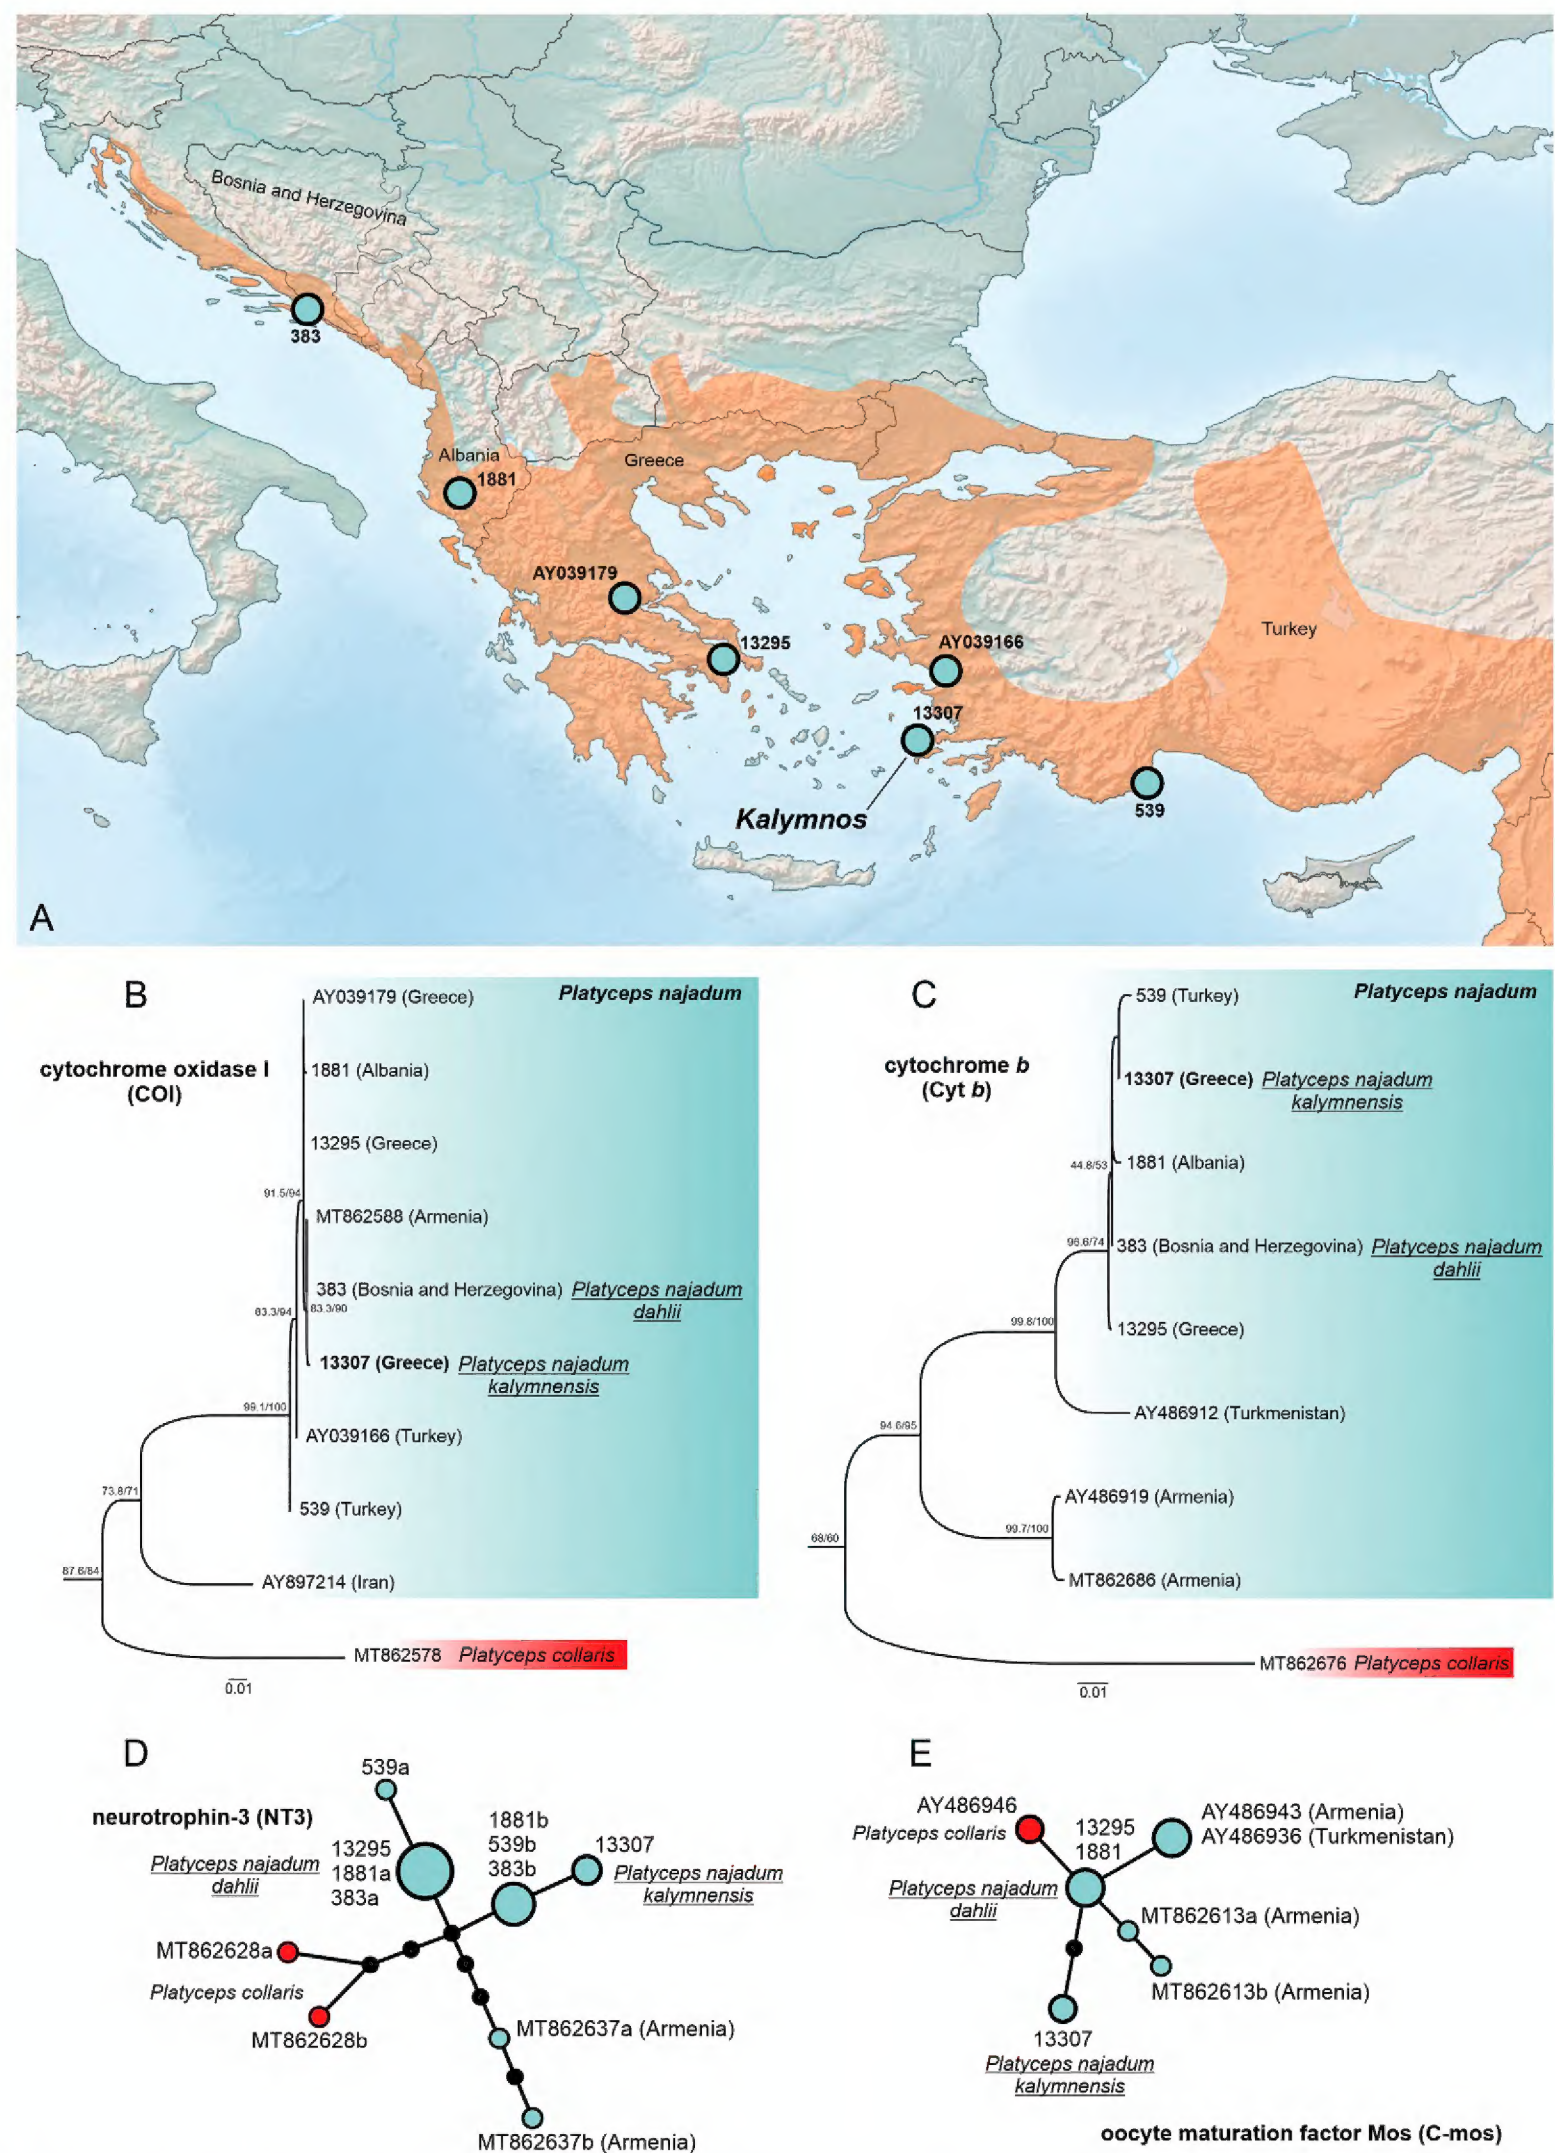 Bosnia and Herzegovina
383
Albania
1881
Greece
AY039179
13295
AY039166
Turkey
13307
539
Kalymnos
A
B
AY039179 (Greece)
Platyceps najadum
cytochrome oxidase I
(COI)
1881 (Albania)
13295 (Greece)
91.5/94
MT862588 (Armenia)
383 (Bosnia and Herzegovina) Platyceps najadum
dahlii
83.3/94
83.3/90
13307 (Greece) Platyceps najadum
kalymnensis
99.1/100
AY039166 (Turkey)
73.8/71
539 (Turkey)
87.6/84
AY897214 (Iran)
MT862578 Platyceps collaris
0.01
C
539 (Turkey)
Platyceps najadum
cytochrome b
(Cyt b)
13307 (Greece) Platyceps najadum
kalymnensis
44.8/53
1881 (Albania)
96.6/74
383 (Bosnia and Herzegovina) Platyceps najadum
dahlii
99.8/100
13295 (Greece)
94.6/95
AY486912 (Turkmenistan)
AY486919 (Armenia)
99.7/100
68/60
MT862686 (Armenia)
MT862676 Platyceps collaris
0.01
D
539a
neurotrophin-3 (NT3)
13295
1881a
383a
Platyceps najadum
dahlii
1881b
539b
383b
13307
Platyceps najadum
kalymnensis
MT862628a
Platyceps collaris
MT862628b
MT862637a (Armenia)
MT862637b (Armenia)
E
AY486946
Platyceps collaris
13295
1881
AY486943 (Armenia)
AY486936 (Turkmenistan)
Platyceps najadum
dahlii
MT862613a (Armenia)
MT862613b (Armenia)
13307
Platyceps najadum
kalymnensis
oocyte maturation factor Mos (C-mos)